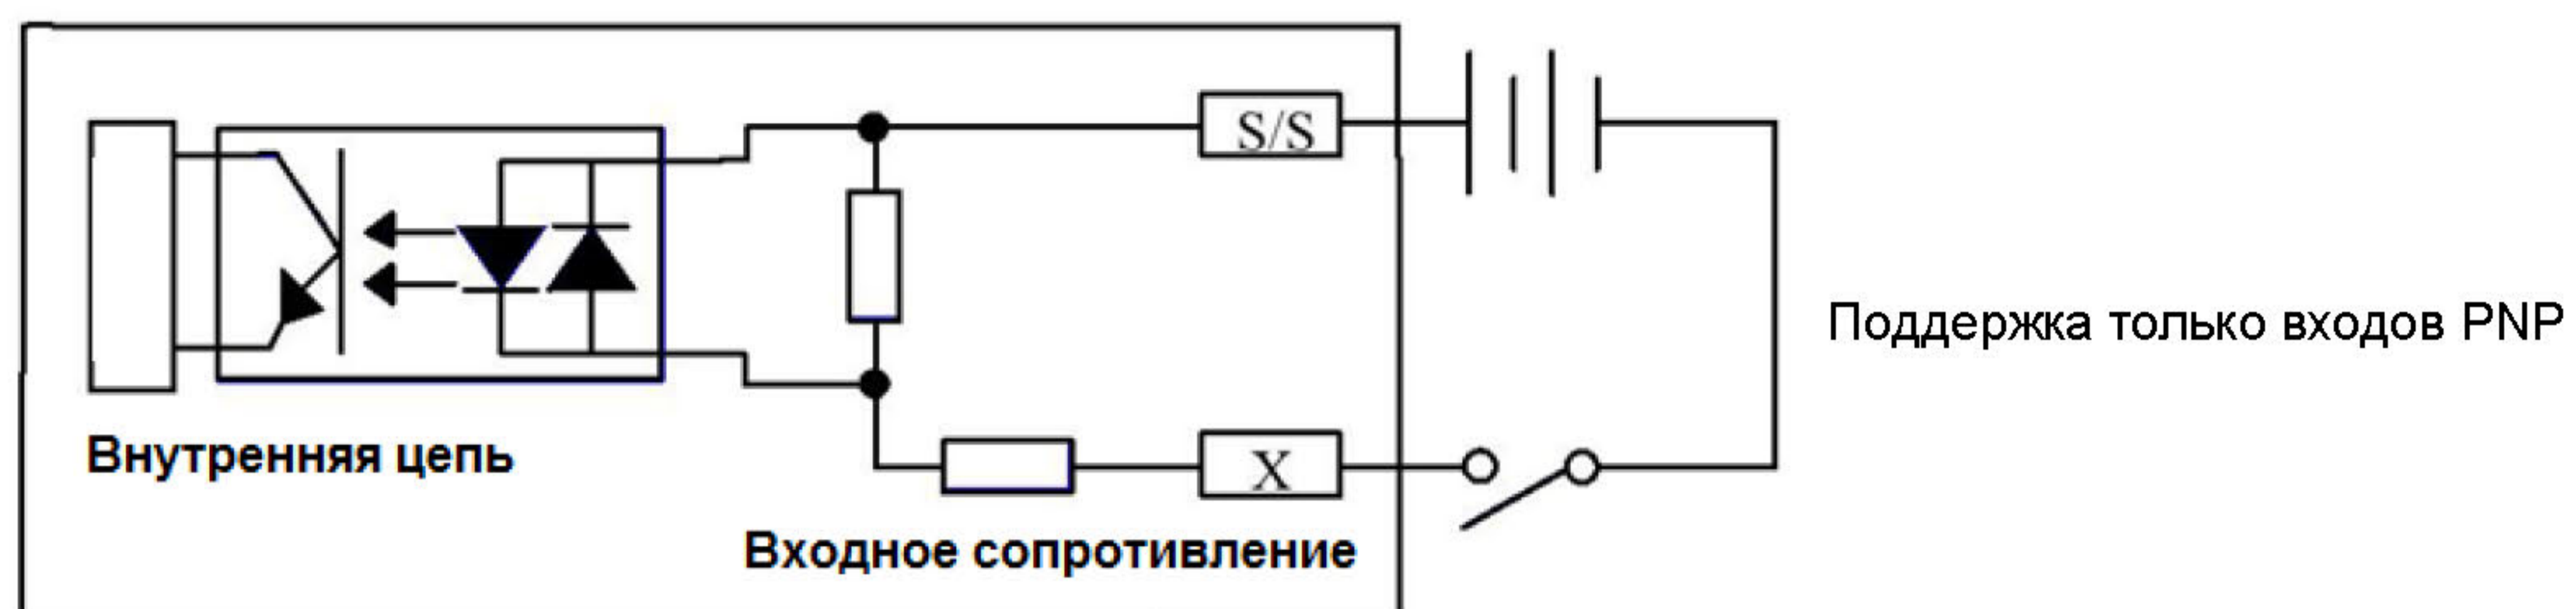 S/S
Поддержка только входов PNP
Внутренняя цепь
X
Входное сопротивление